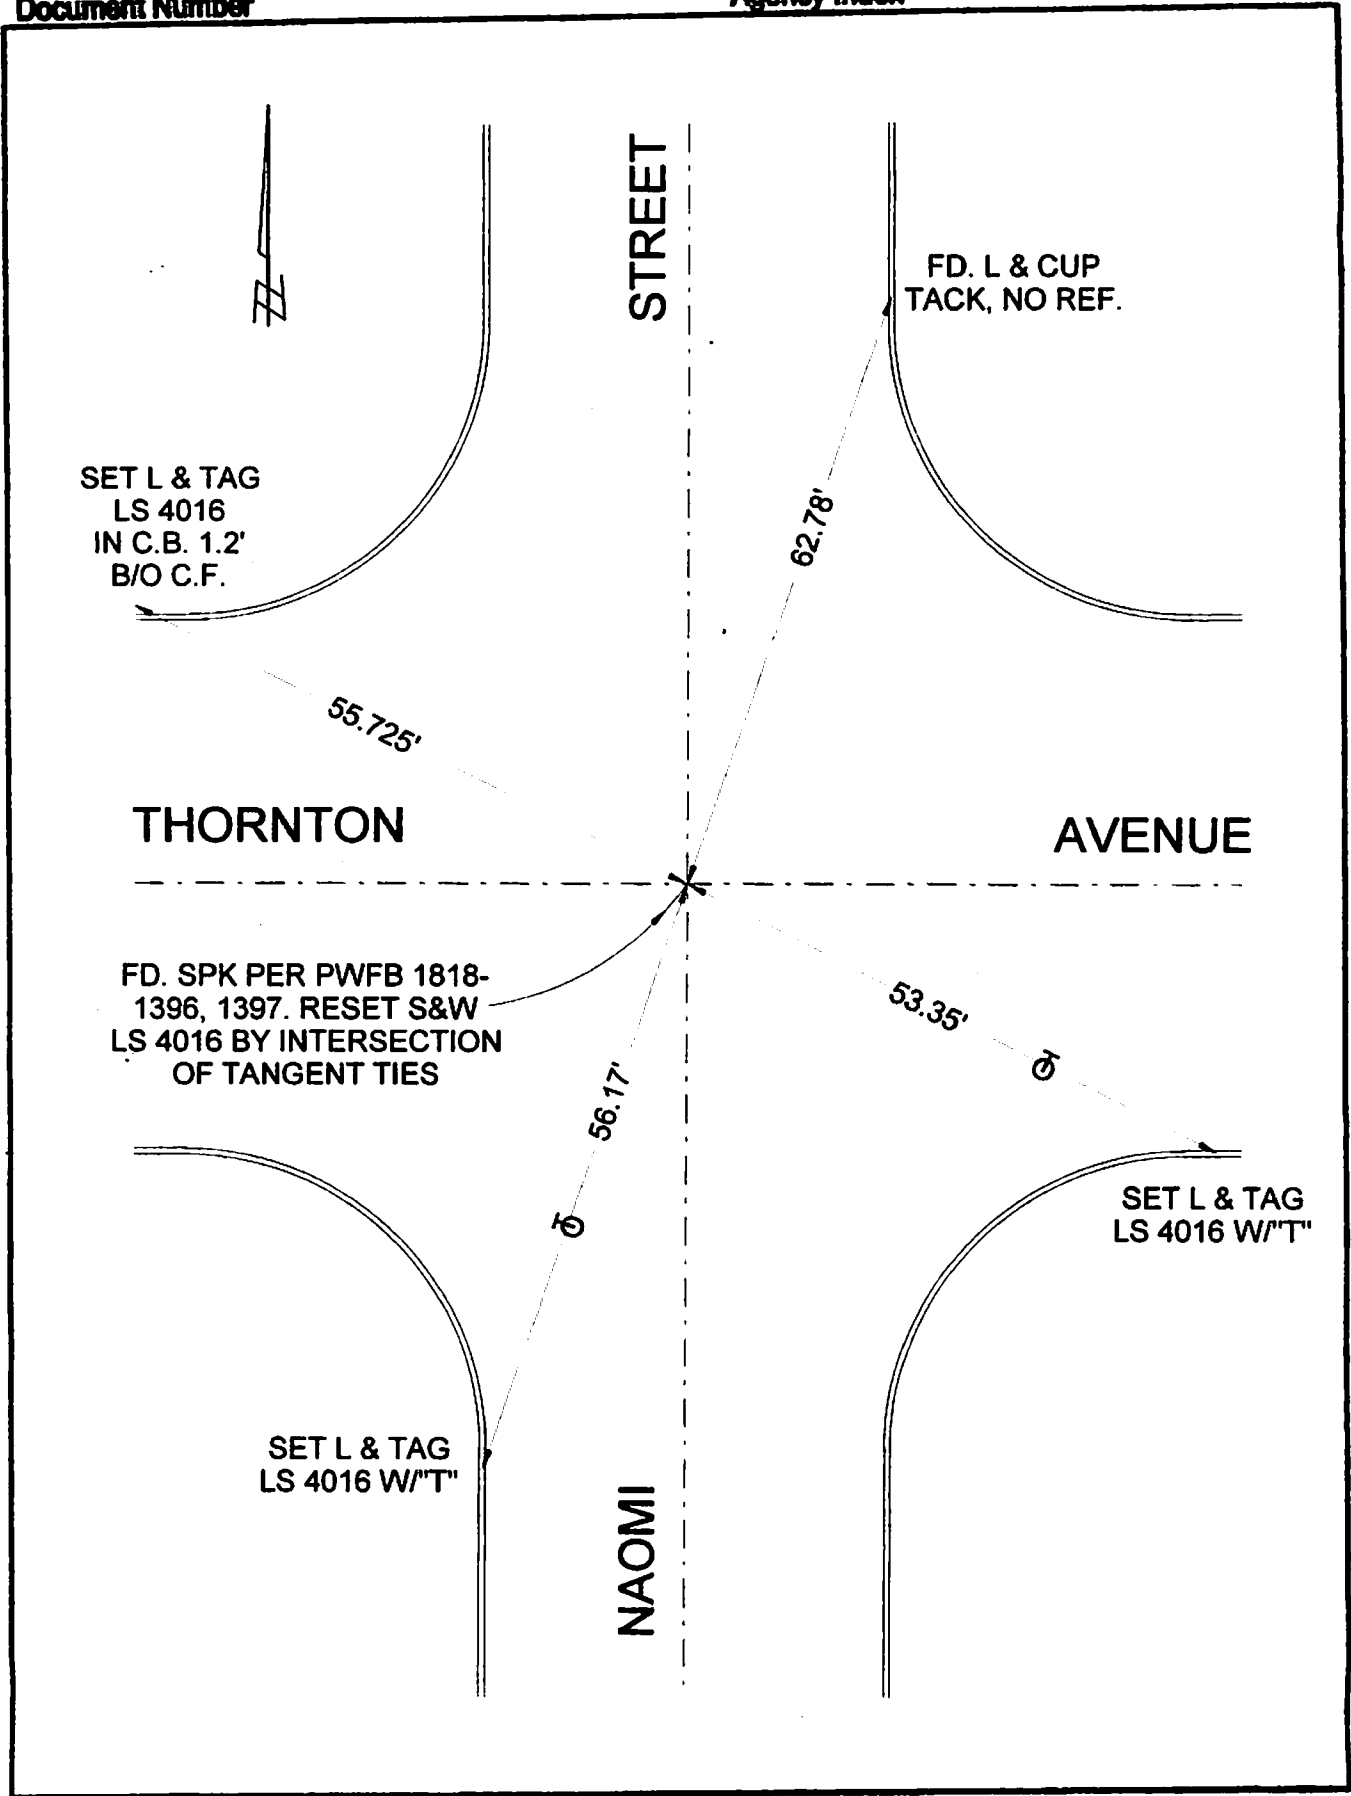 Document Number
Agency Index
STREET
FD. L & CUP
TACK, NO REF.
SET L & TAG
LS 4016
IN C.B. 1.2'
B/O C.F.
62.78'
55.725'
THORNTON
AVENUE
FD. SPK PER PWFB 1818-
1396, 1397. RESET S&W
LS 4016 BY INTERSECTION
OF TANGENT TIES
53.35'
56.17'
SET L & TAG
LS 4016 W/"T"
SET L & TAG
LS 4016 W/"T"
NAOMI